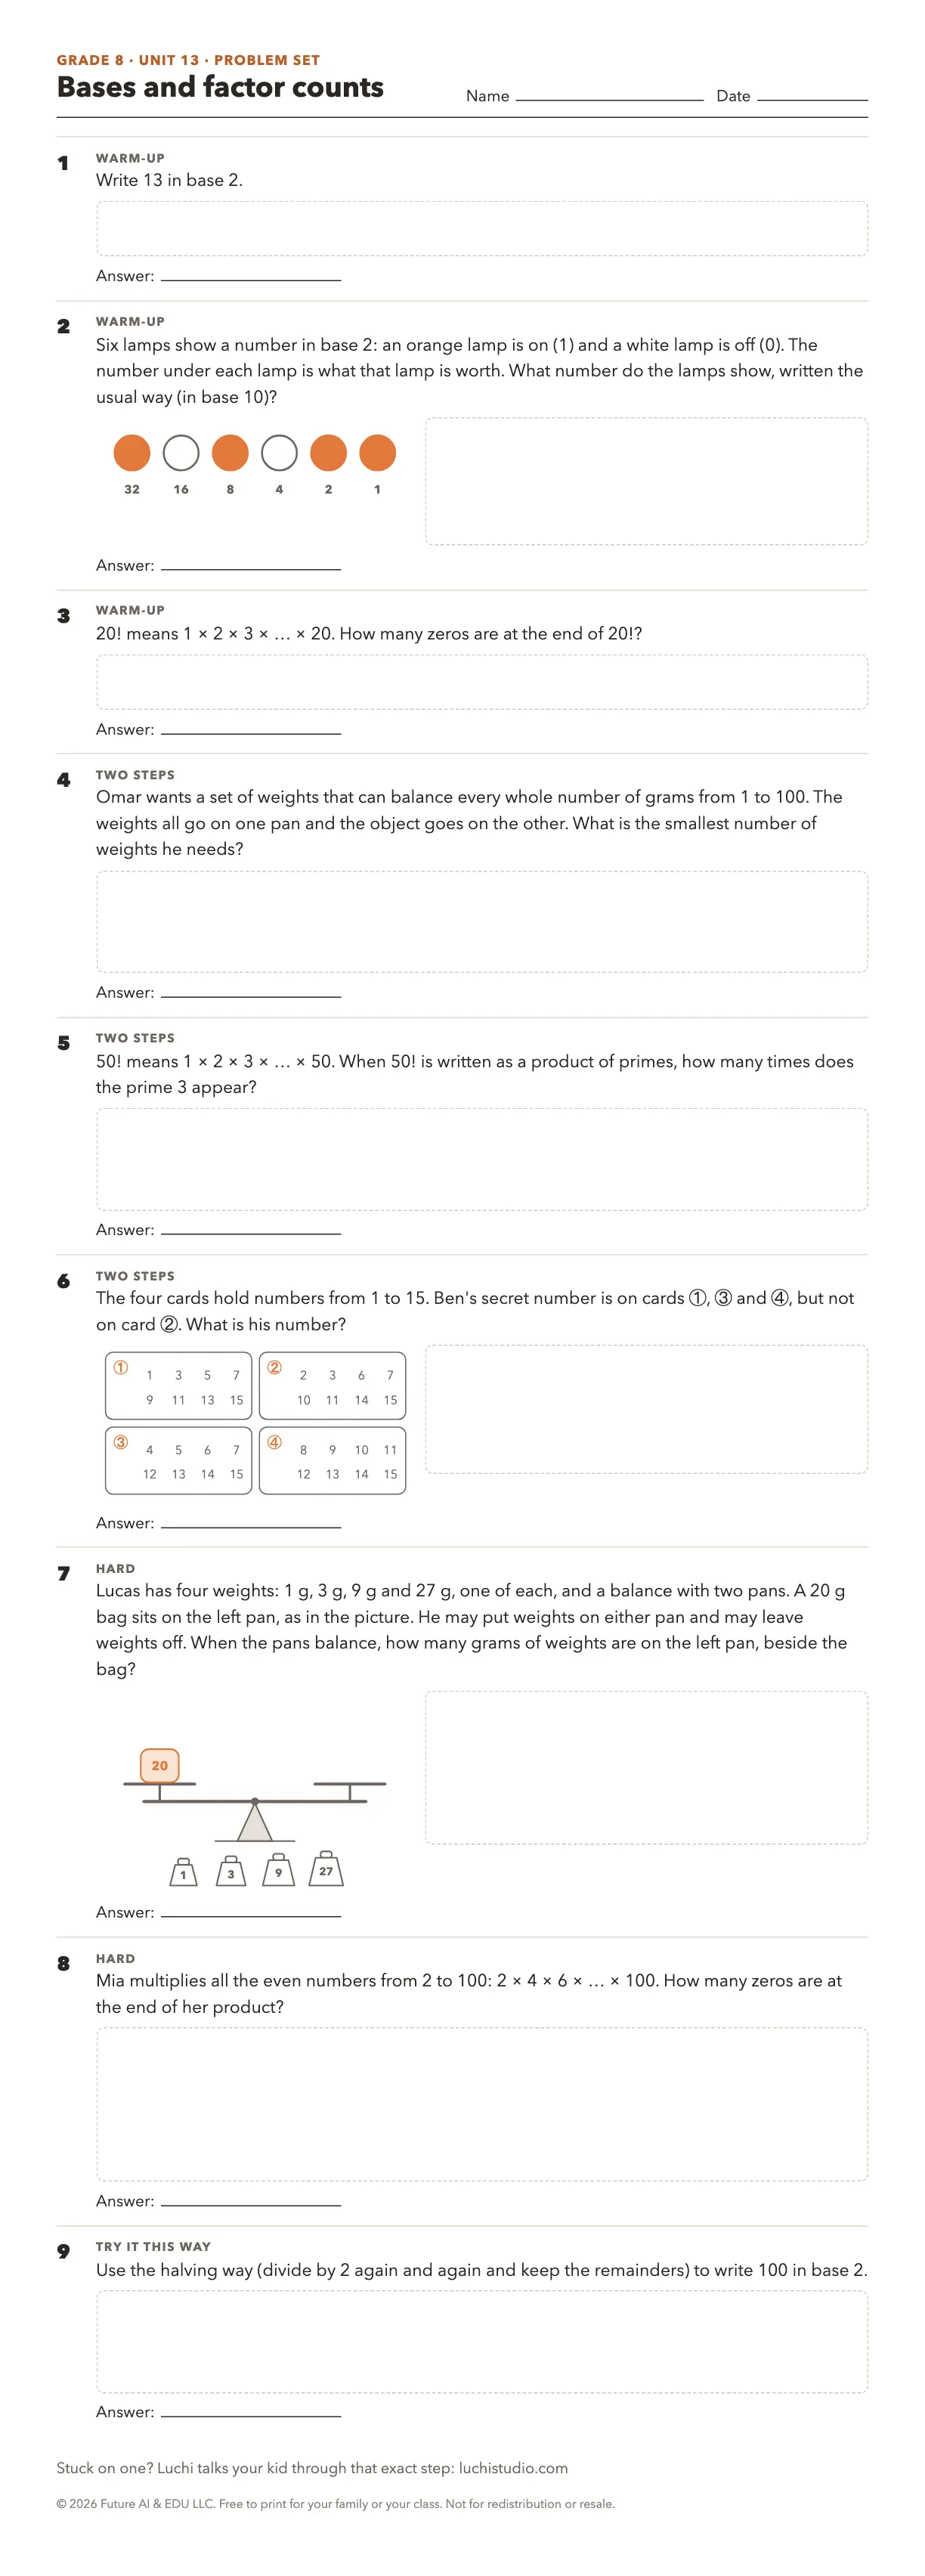 GRADE 8 · UNIT 13 · PROBLEM SET
Bases and factor counts
Name Date
1
WARM-UP
Write 13 in base 2.
Answer:
2
WARM-UP
Six lamps show a number in base 2: an orange lamp is on (1) and a white lamp is off (0). The
number under each lamp is what that lamp is worth. What number do the lamps show, written the
usual way (in base 10)?
32 16 8 4 2 1
Answer:
3
WARM-UP
20! means 1 × 2 × 3 × … × 20. How many zeros are at the end of 20!?
Answer:
4
TWO STEPS
Omar wants a set of weights that can balance every whole number of grams from 1 to 100. The
weights all go on one pan and the object goes on the other. What is the smallest number of
weights he needs?
Answer:
5
TWO STEPS
50! means 1 × 2 × 3 × … × 50. When 50! is written as a product of primes, how many times does
the prime 3 appear?
Answer:
6
TWO STEPS
The four cards hold numbers from 1 to 15. Ben's secret number is on cards ①, ③ and ④, but not
on card ②. What is his number?
① 1 3 5 7
9 11 13 15
② 2 3 6 7
10 11 14 15
③ 4 5 6 7
12 13 14 15
④ 8 9 10 11
12 13 14 15
Answer:
7
HARD
Lucas has four weights: 1 g, 3 g, 9 g and 27 g, one of each, and a balance with two pans. A 20 g
bag sits on the left pan, as in the picture. He may put weights on either pan and may leave
weights off. When the pans balance, how many grams of weights are on the left pan, beside the
bag?
20
1 3 9 27
Answer:
8
HARD
Mia multiplies all the even numbers from 2 to 100: 2 × 4 × 6 × … × 100. How many zeros are at
the end of her product?
Answer:
9
TRY IT THIS WAY
Use the halving way (divide by 2 again and again and keep the remainders) to write 100 in base 2.
Answer:
Stuck on one? Luchi talks your kid through that exact step: luchistudio.com
© 2026 Future AI & EDU LLC. Free to print for your family or your class. Not for redistribution or resale.